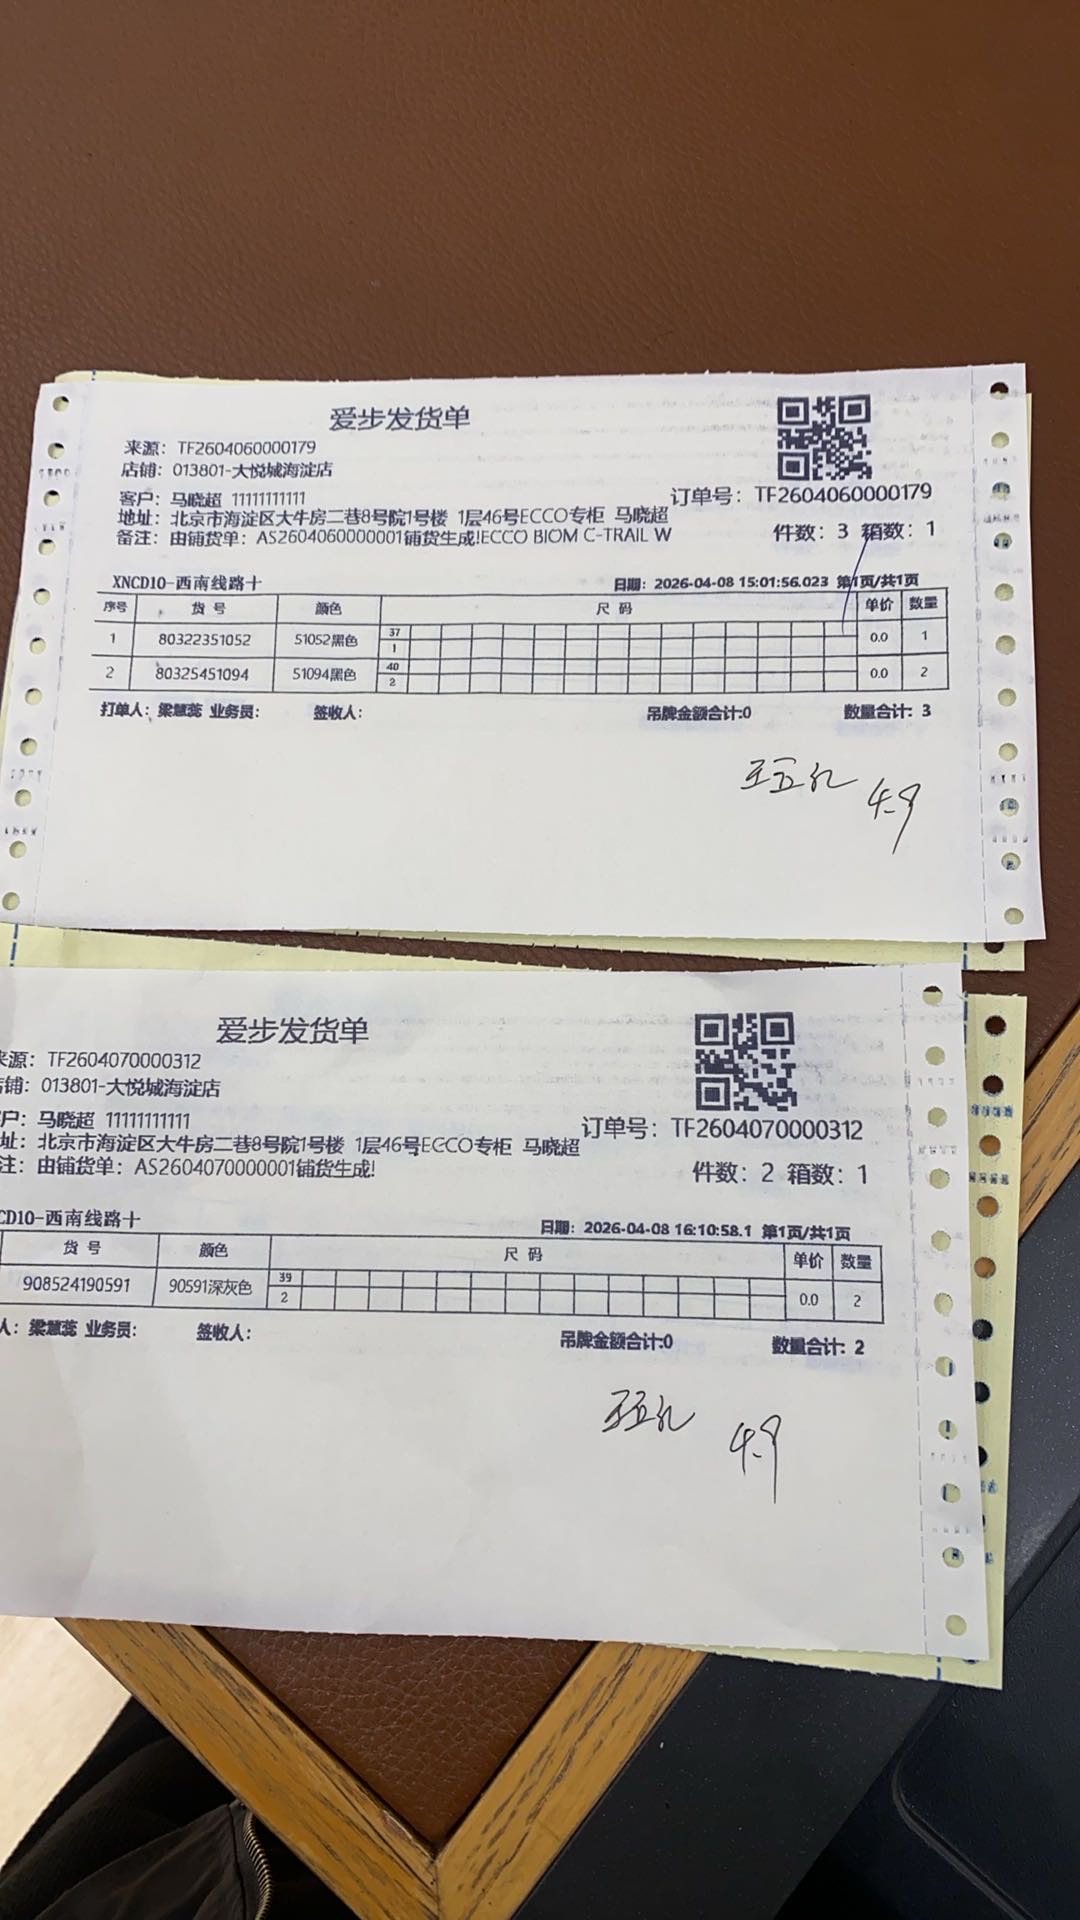 爱步发货单
来源：TF2604060000179
店铺：013801-大悦城海淀店
客户：马晓超 11111111111
订单号：TF2604060000179
地址：北京市海淀区大牛房二巷8号院1号楼 1层46号ECCO专柜 马晓超
备注：由铺货单：AS2604060000001铺货生成!ECCO BIOM C-TRAIL W
件数：3 箱数：1
XNCD10-西南线路十 日期：2026-04-08 15:01:56.023 第1页/共1页
序号 货号 颜色 尺码 单价 数量
1 80322351052 51052黑色 37 1 0.0 1
2 80325451094 51094黑色 40 2 0.0 2
打单人：梁慧蕊 业务员： 签收人： 吊牌金额合计:0 数量合计：3
4.9
爱步发货单
来源：TF2604070000312
店铺：013801-大悦城海淀店
户：马晓超 11111111111
订单号：TF2604070000312
址：北京市海淀区大牛房二巷8号院1号楼 1层46号ECCO专柜 马晓超
注：由铺货单：AS2604070000001铺货生成!
件数：2 箱数：1
CD10-西南线路十 日期：2026-04-08 16:10:58.1 第1页/共1页
货号 颜色 尺码 单价 数量
908524190591 90591深灰色 39 2 0.0 2
人：梁慧蕊 业务员： 签收人： 吊牌金额合计:0 数量合计：2
4.9